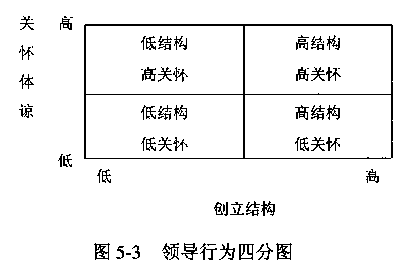 关怀体谅
高
低结构
高关怀
高结构
高关怀
低结构
低关怀
高结构
低关怀
低
低
高
创立结构
图 5-3 领导行为四分图